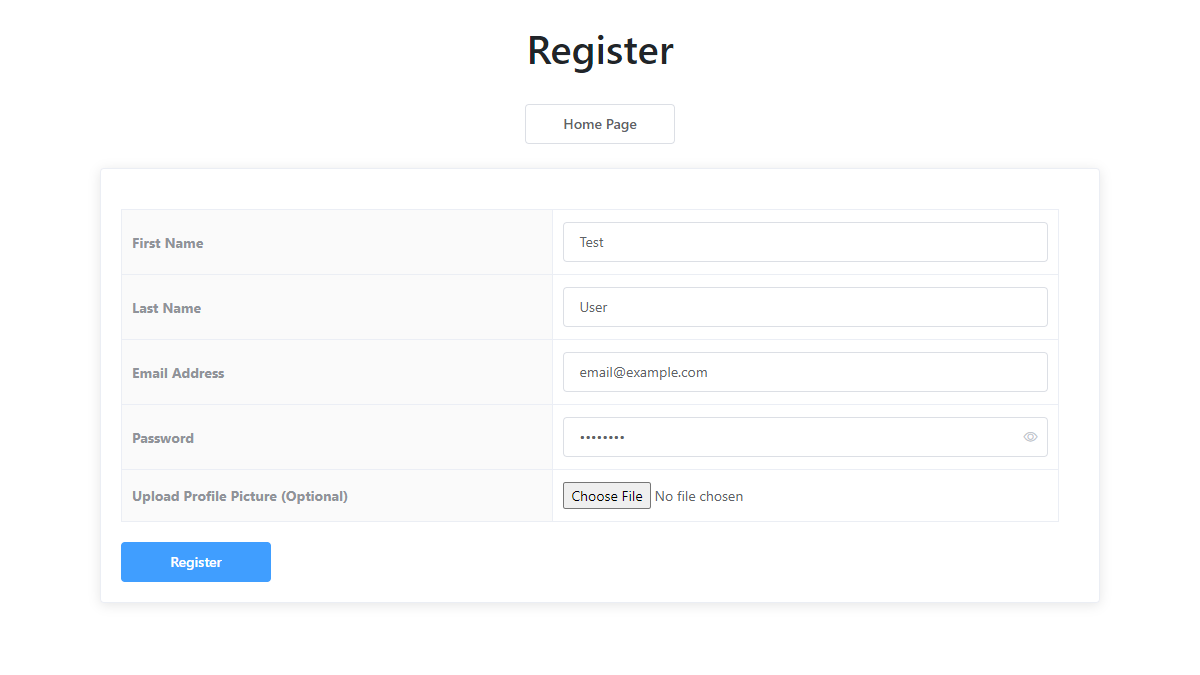 Register
Home Page
First Name
Test
Last Name
User
Email Address
email@example.com
Password
••••••••
Upload Profile Picture (Optional)
Choose File No file chosen
Register